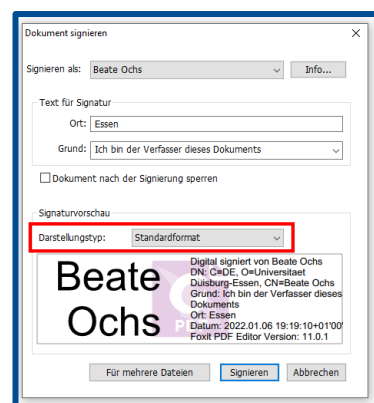 Dokument signieren
Signieren als: Beate Ochs Info...
Text für Signatur
Ort: Essen
Grund: Ich bin der Verfasser dieses Dokuments
Dokument nach der Signierung sperren
Signaturvorschau
Darstellungstyp: Standardformat
Beate
Ochs
Digital signiert von Beate Ochs
DN: C=DE, O=Universitaet
Duisburg-Essen, CN=Beate Ochs
Grund: Ich bin der Verfasser dieses
Dokuments
Ort: Essen
Datum: 2022.01.06 19:19:10+01'00'
Foxit PDF Editor Version: 11.0.1
Für mehrere Dateien Signieren Abbrechen